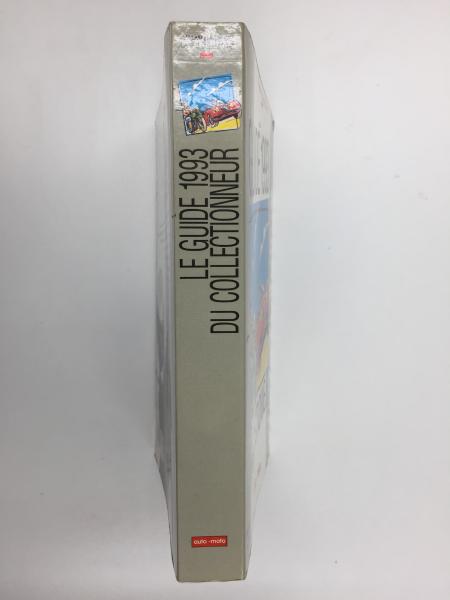 LE GUIDE 1993
DU COLLECTIONNEUR
auto-moto